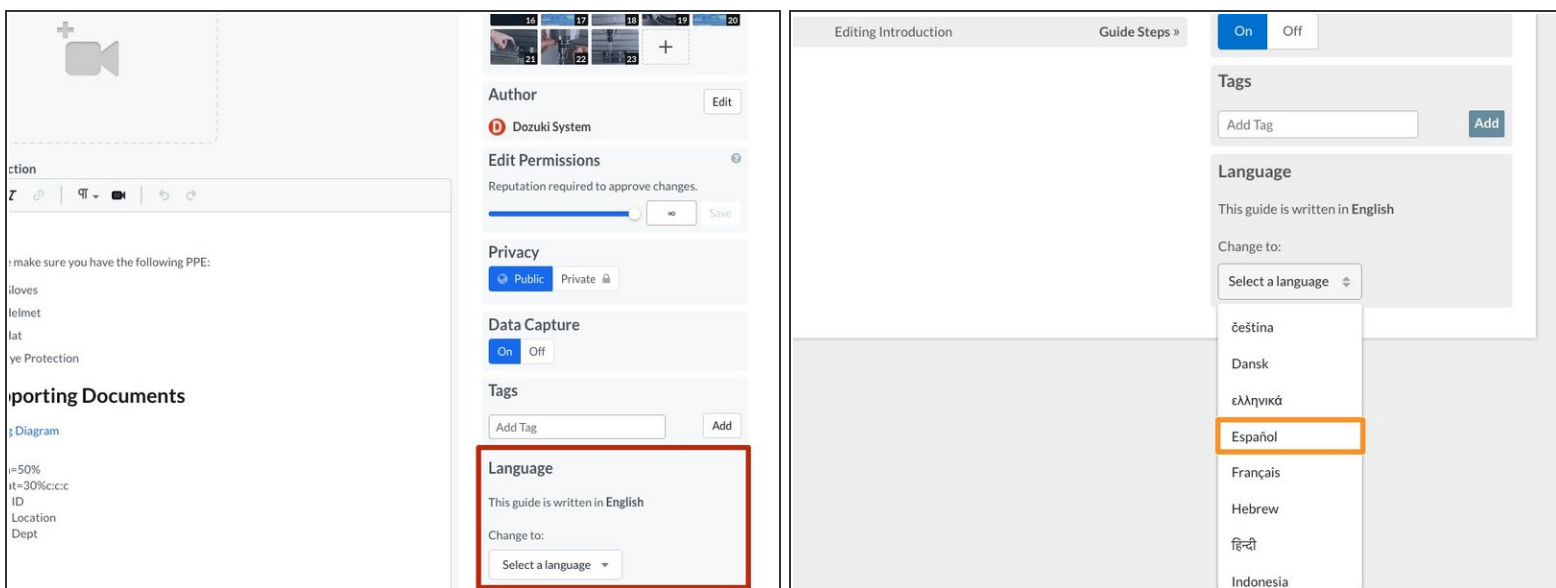 16 17 18 19 20
21 22 23 +
Author
Edit
Dozuki System
ction
Edit Permissions
Reputation required to approve changes.
∞ Save
make sure you have the following PPE:
Privacy
Public Private
loves
elmet
at
ye Protection
Data Capture
On Off
porting Documents
Tags
Diagram
Add Tag Add
=50%
t=30%c:c:c
ID
Location
Dept
Language
This guide is written in English
Change to:
Select a language
Editing Introduction Guide Steps »
On Off
Tags
Add Tag Add
Language
This guide is written in English
Change to:
Select a language
čeština
Dansk
ελληνικά
Español
Français
Hebrew
हिन्दी
Indonesia